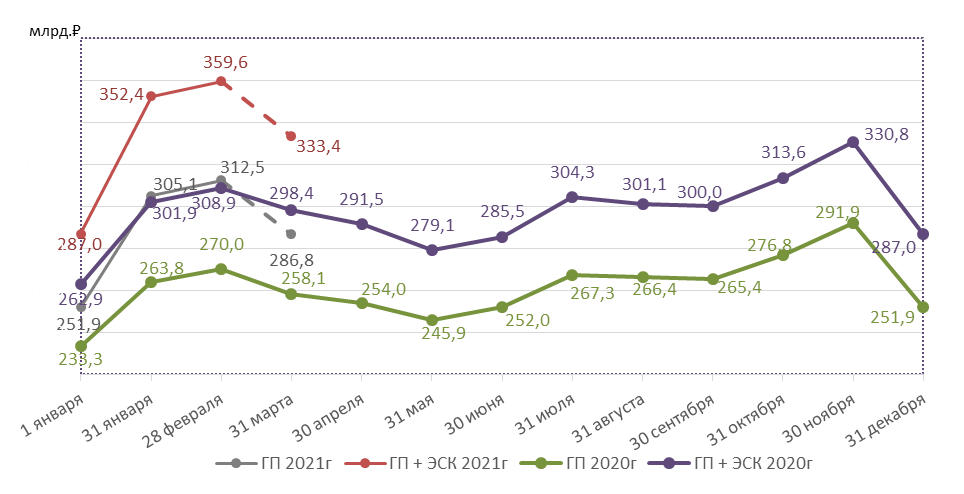 млрд.₽
359,6
352,4
333,4
330,8
312,5
305,1
304,3
313,6
301,9
308,9
298,4
291,5
301,1
300,0
279,1
285,5
291,9
287,0
287,0
263,8
270,0
286,8
276,8
258,1
254,0
267,3
266,4
265,4
262,9
251,9
245,9
252,0
251,9
233,3
1 января
31 января
28 февраля
31 марта
30 апреля
31 мая
30 июня
31 июля
31 августа
30 сентября
31 октября
30 ноября
31 декабря
ГП 2021г
ГП + ЭСК 2021г
ГП 2020г
ГП + ЭСК 2020г